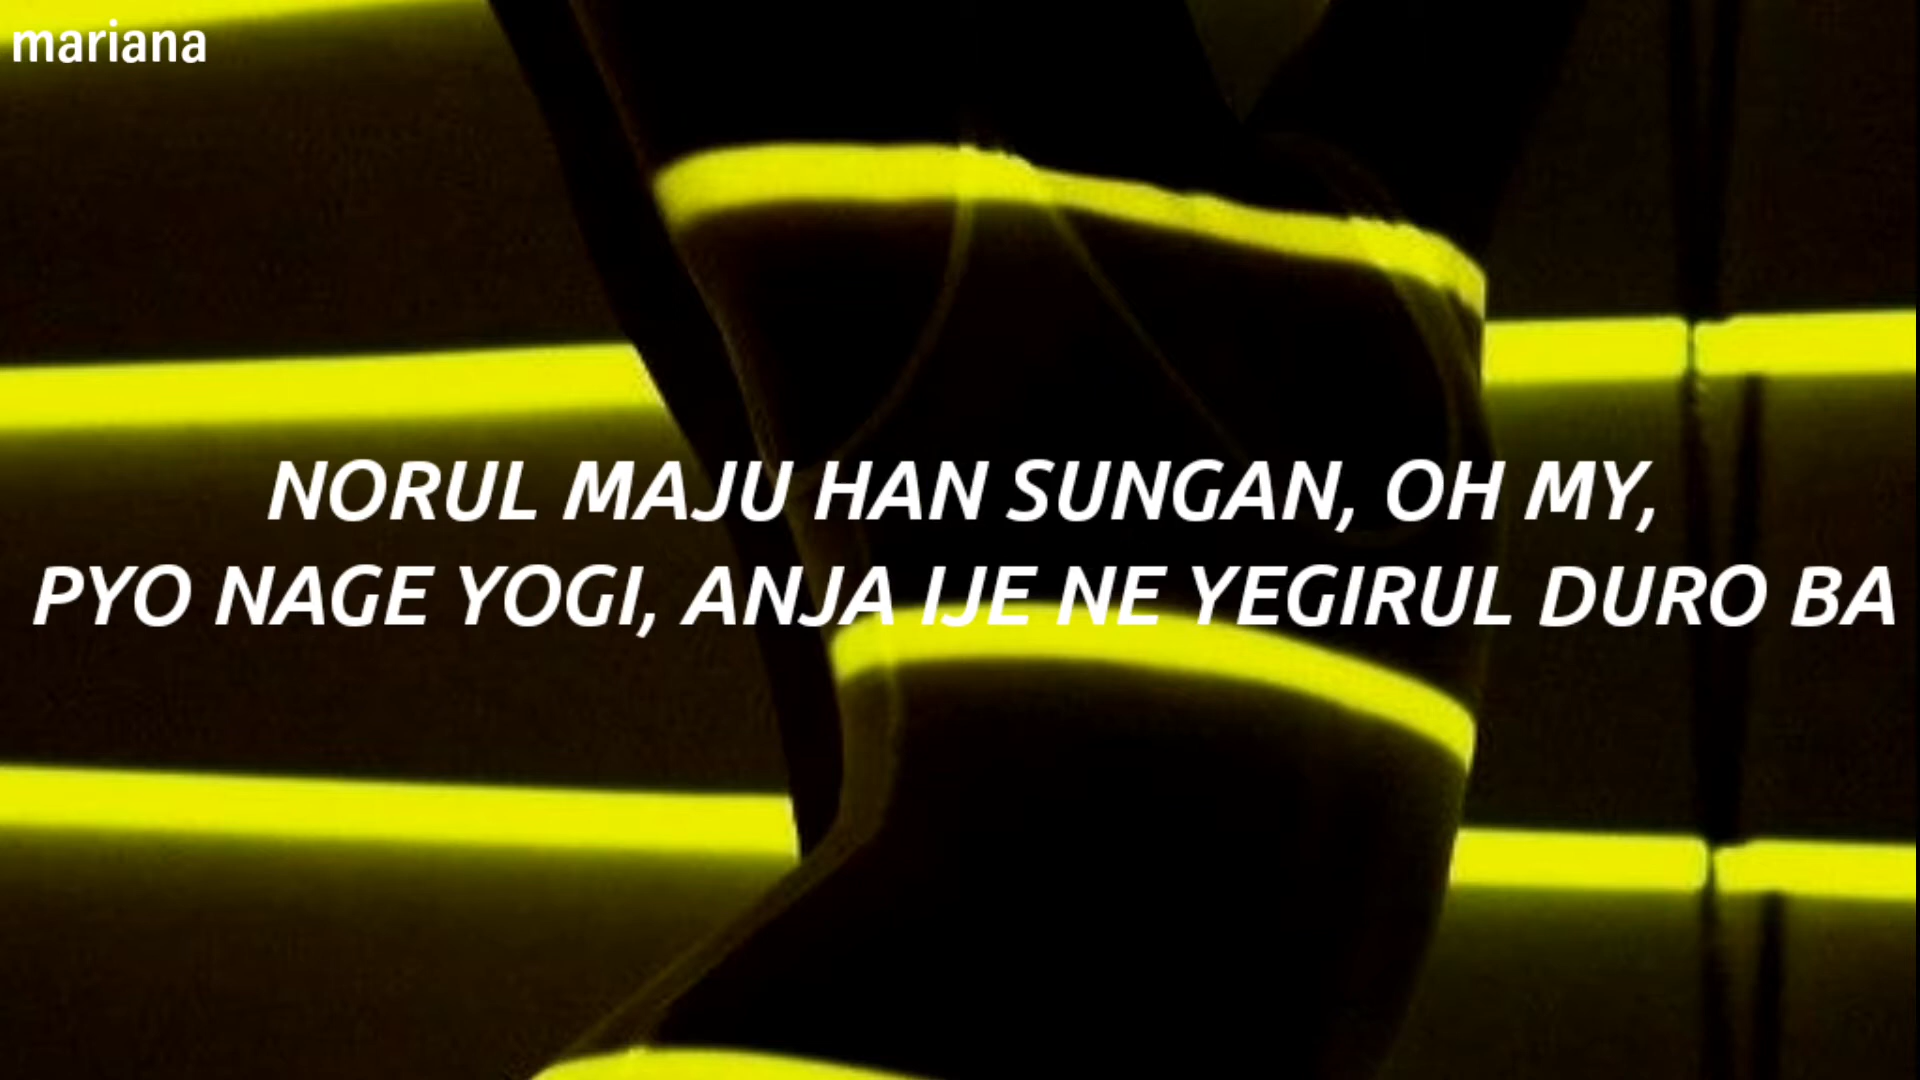 mariana
NORUL MAJU HAN SUNGAN, OH MY,
PYO NAGE YOGI, ANJA IJE NE YEGIRUL DURO BA